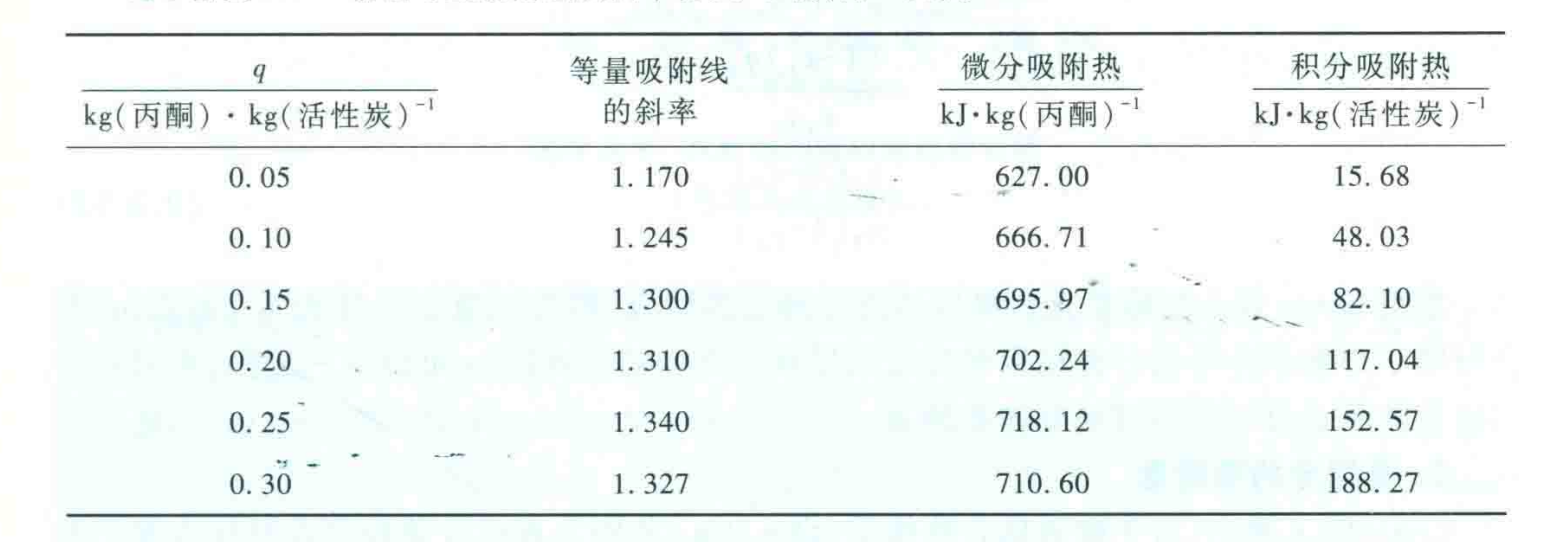 q 等量吸附线 微分吸附热 积分吸附热
kg(丙酮)·kg(活性炭)⁻¹ 的斜率 kJ·kg(丙酮)⁻¹ kJ·kg(活性炭)⁻¹
0.05 1.170 627.00 15.68
0.10 1.245 666.71 48.03
0.15 1.300 695.97 82.10
0.20 1.310 702.24 117.04
0.25 1.340 718.12 152.57
0.30 1.327 710.60 188.27